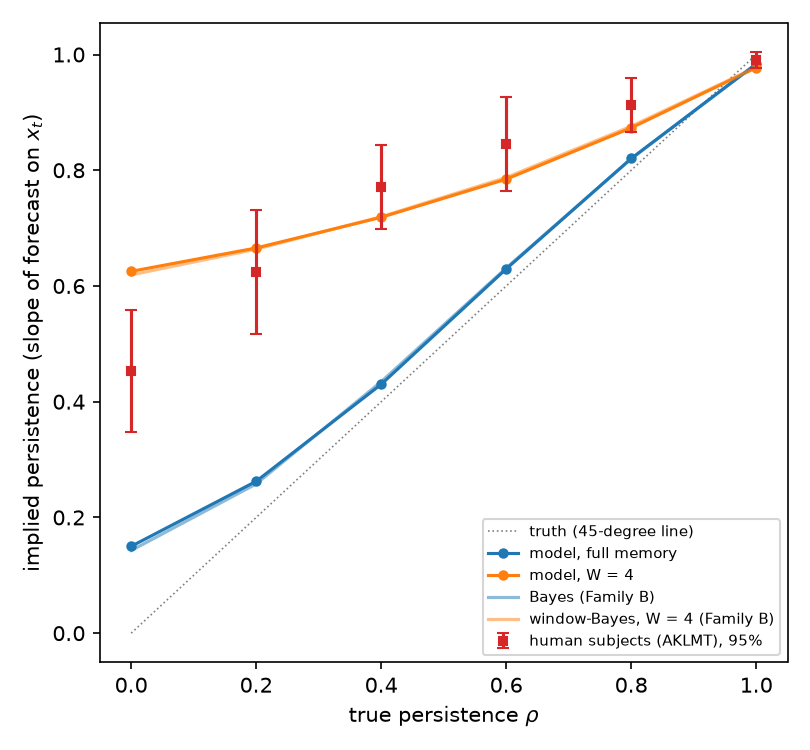 1.0
0.8
0.6
0.4
0.2
0.0
implied persistence (slope of forecast on xₜ)
truth (45-degree line)
model, full memory
model, W = 4
Bayes (Family B)
window-Bayes, W = 4 (Family B)
human subjects (AKLMT), 95%
0.0 0.2 0.4 0.6 0.8 1.0
true persistence ρ